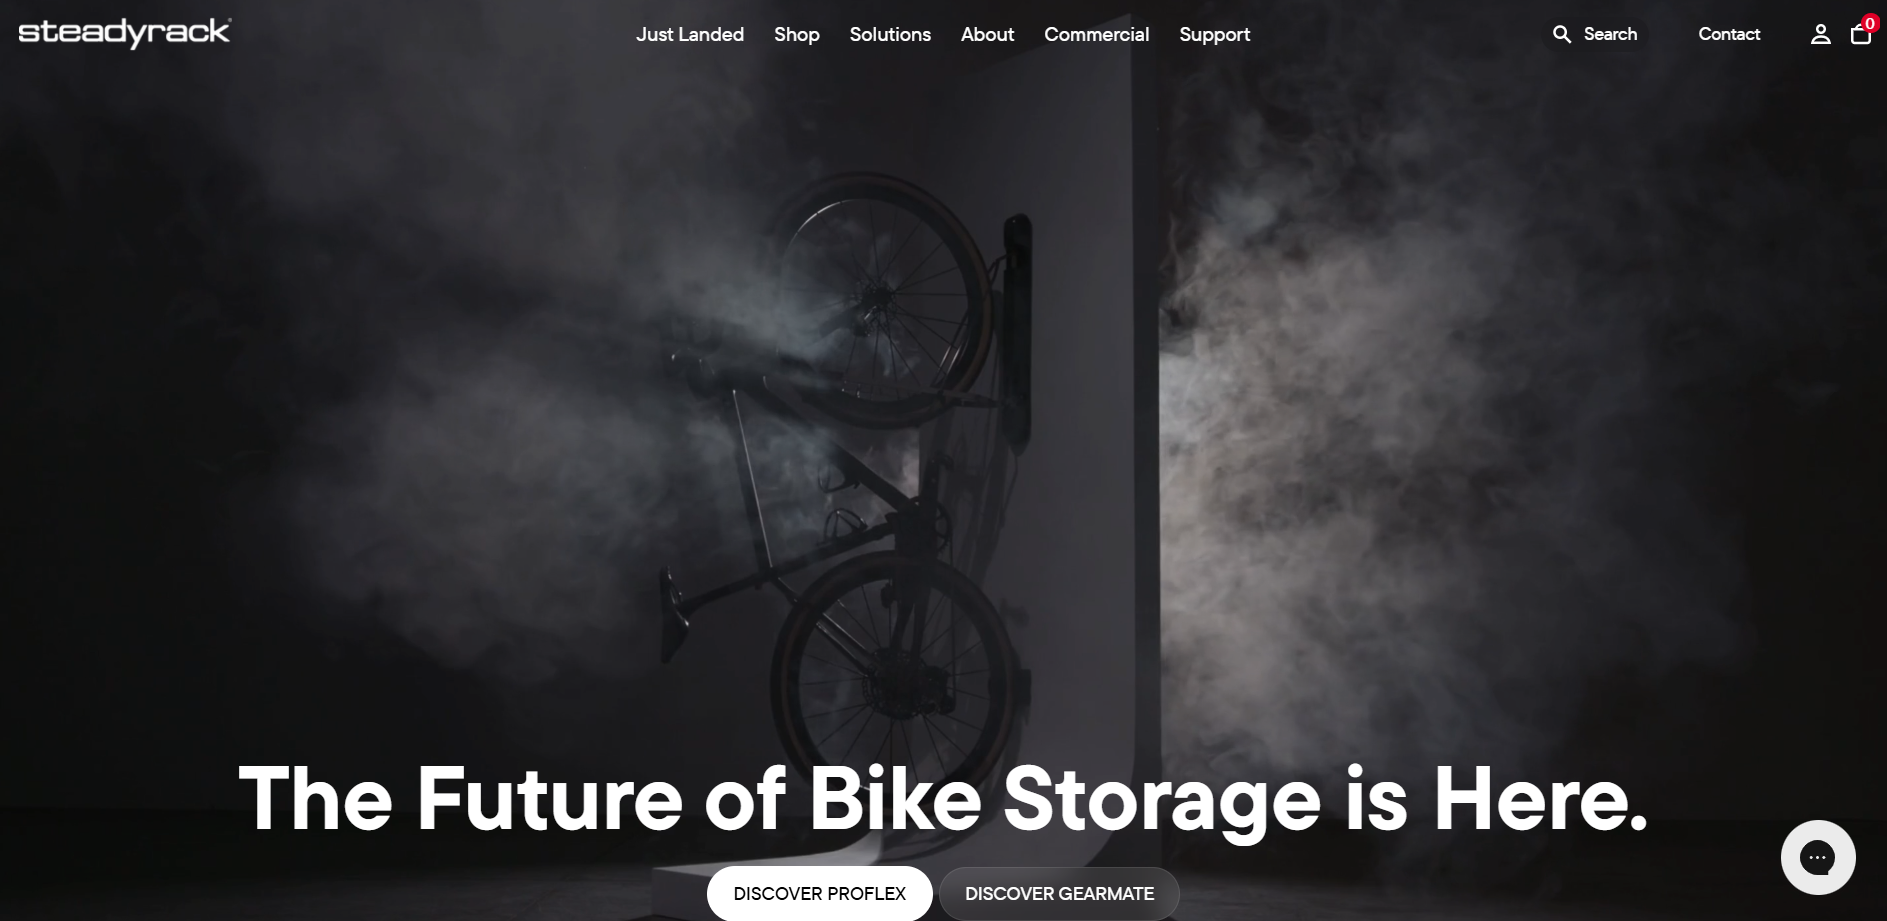 steadyrack
Just Landed
Shop
Solutions
About
Commercial
Support
Search
Contact
0
The Future of Bike Storage is Here.
DISCOVER PROFLEX
DISCOVER GEARMATE